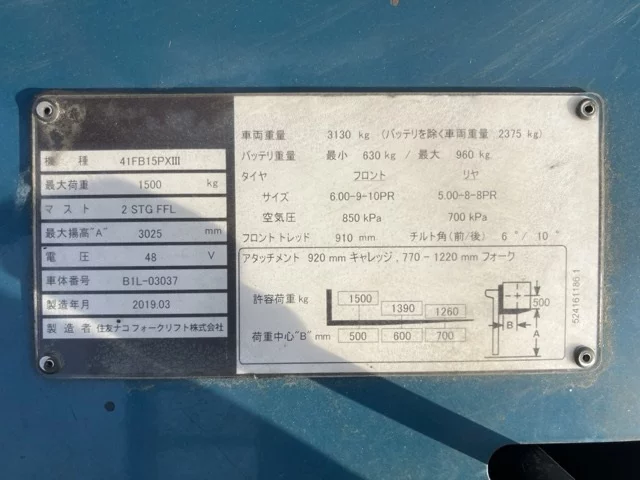 機 種 41FB15PXⅢ
最大荷重 1500 kg
マスト 2 STG FFL
最大揚高"A" 3025 mm
電 圧 48 V
車体番号 B1L-03037
製造年月 2019.03
製造者 住友ナコ フォークリフト株式会社
車両重量 3130 kg (バッテリを除く車両重量 2375 kg)
バッテリ重量 最小 630 kg / 最大 960 kg
タイヤ フロント リヤ
サイズ 6.00-9-10PR 5.00-8-8PR
空気圧 850 kPa 700 kPa
フロントトレッド 910 mm チルト角(前/後) 6°/ 10°
アタッチメント 920 mm キャレッジ , 770 - 1220 mm フォーク
許容荷重 kg 1500 1390 1260
荷重中心"B" mm 500 600 700
500
B
A
524161186.1